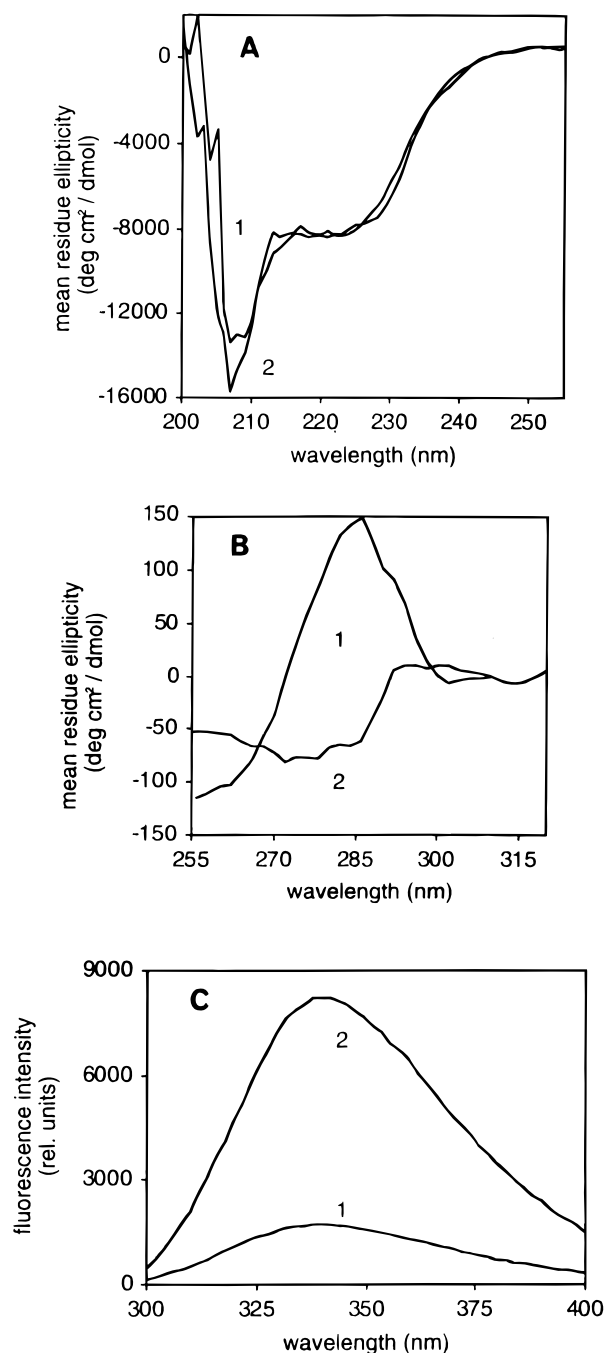 A
mean residue ellipticity
(deg cm² / dmol)
0
-4000
-8000
-12000
-16000
1
2
200 210 220 230 240 250
wavelength (nm)
B
mean residue ellipticity
(deg cm² / dmol)
150
100
50
0
-50
-100
-150
1
2
255 270 285 300 315
wavelength (nm)
C
fluorescence intensity
(rel. units)
9000
6000
3000
0
2
1
300 325 350 375 400
wavelength (nm)